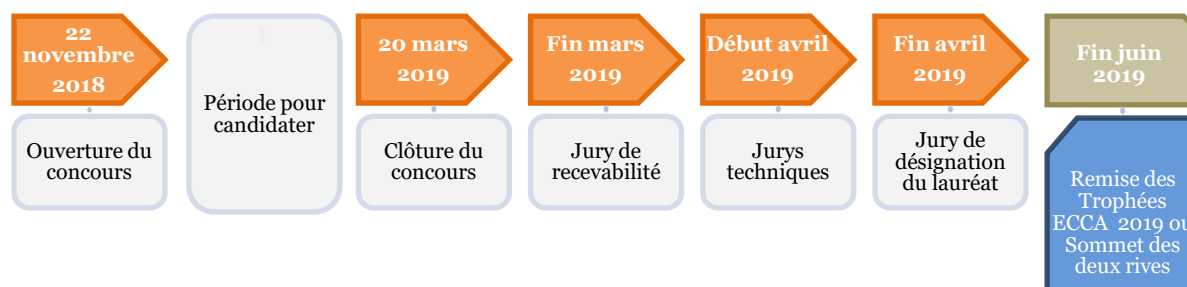 22
novembre
2018
Ouverture du
concours
Période pour
candidater
20 mars
2019
Clôture du
concours
Fin mars
2019
Jury de
recevabilité
Début avril
2019
Jurys
techniques
Fin avril
2019
Jury de
désignation
du lauréat
Fin juin
2019
Remise des
Trophées
ECCA 2019 ou
Sommet des
deux rives